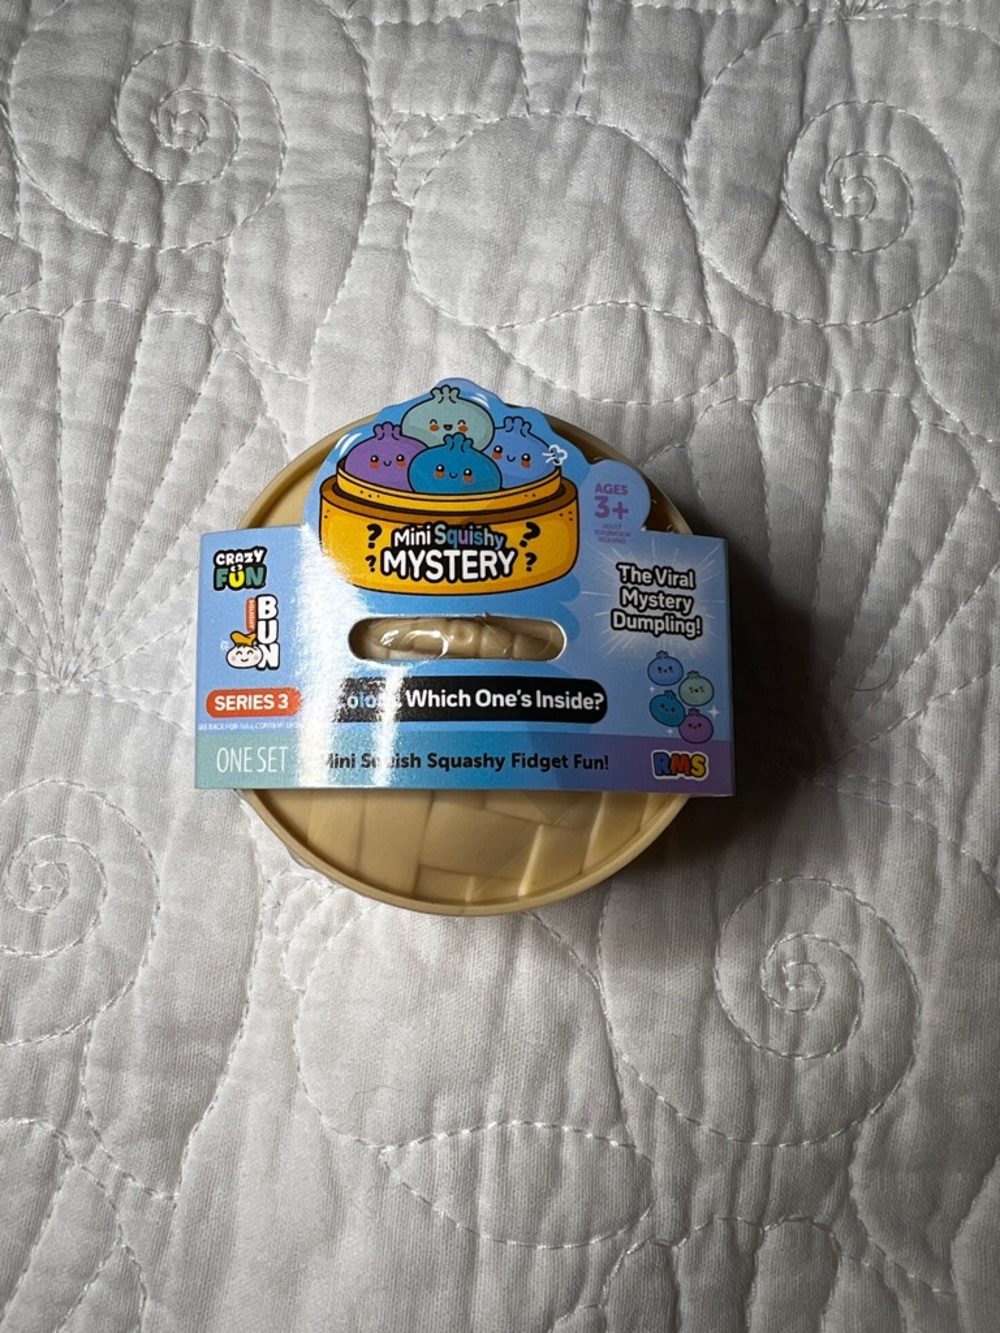 AGES
3+
? Mini Squishy ?
? MYSTERY ?
CRAZY
FUN
BUN
The Viral
Mystery
Dumpling!
SERIES 3
Which One's Inside?
ONE SET
Mini Squish Squashy Fidget Fun!
RMS